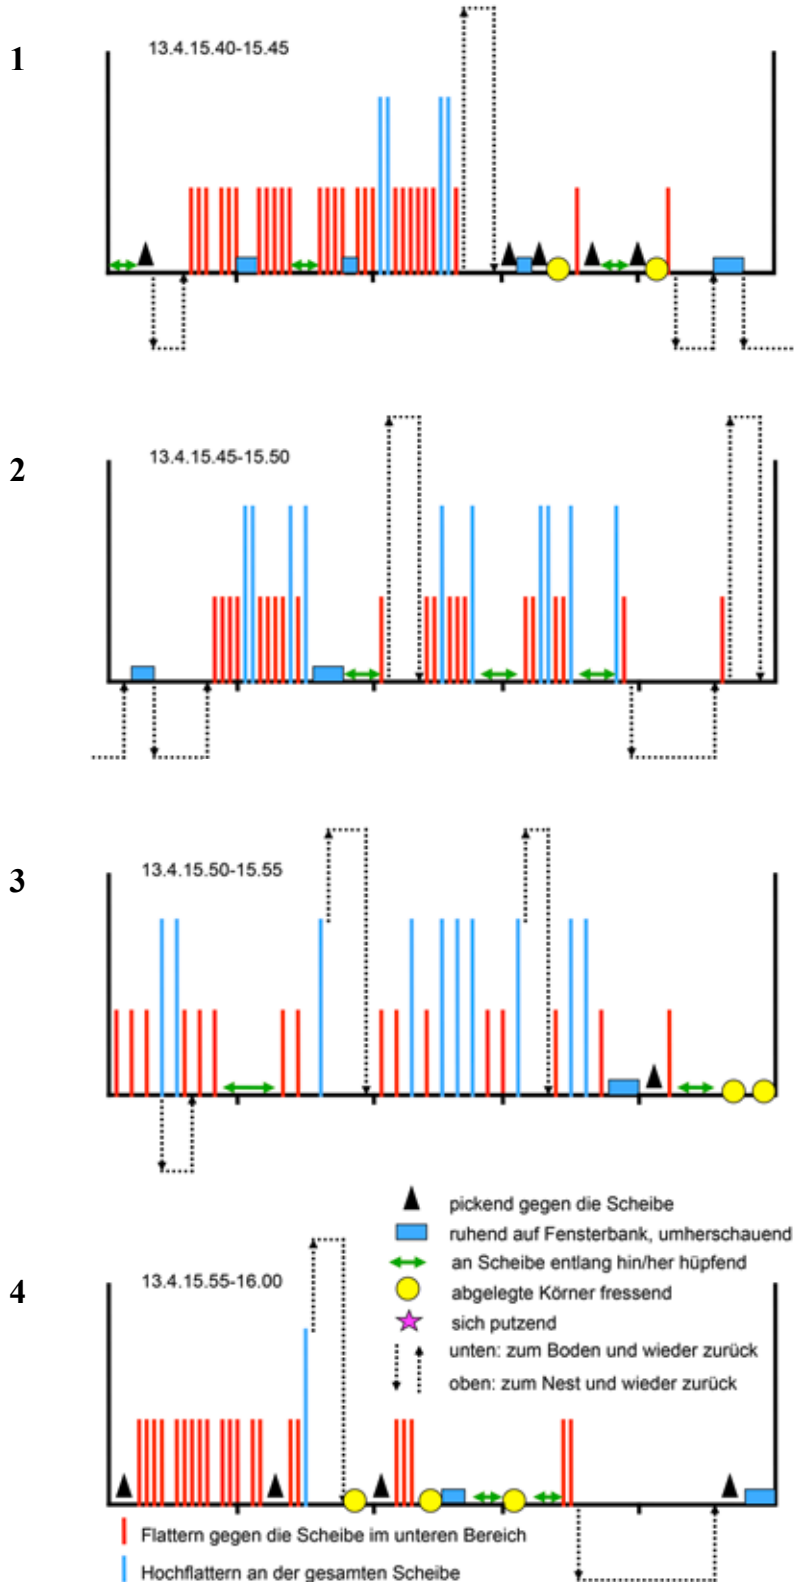 1
13.4.15.40-15.45
2
13.4.15.45-15.50
3
13.4.15.50-15.55
pickend gegen die Scheibe
ruhend auf Fensterbank, umherschauend
an Scheibe entlang hin/her hüpfend
4
13.4.15.55-16.00
abgelegte Körner fressend
sich putzend
unten: zum Boden und wieder zurück
oben: zum Nest und wieder zurück
Flattern gegen die Scheibe im unteren Bereich
Hochflattern an der gesamten Scheibe